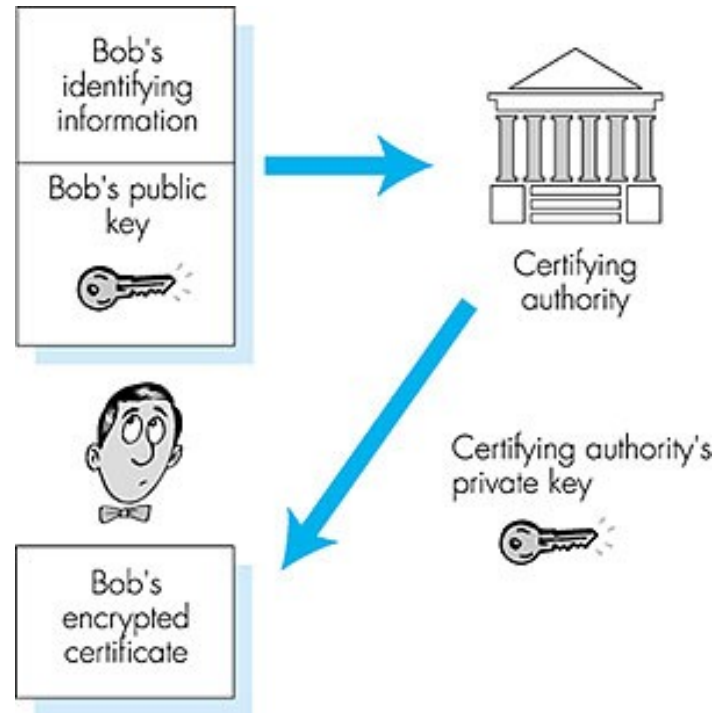 Bob's
identifying
information
Bob's public
key
Certifying
authority
Certifying authority's
private key
Bob's
encrypted
certificate